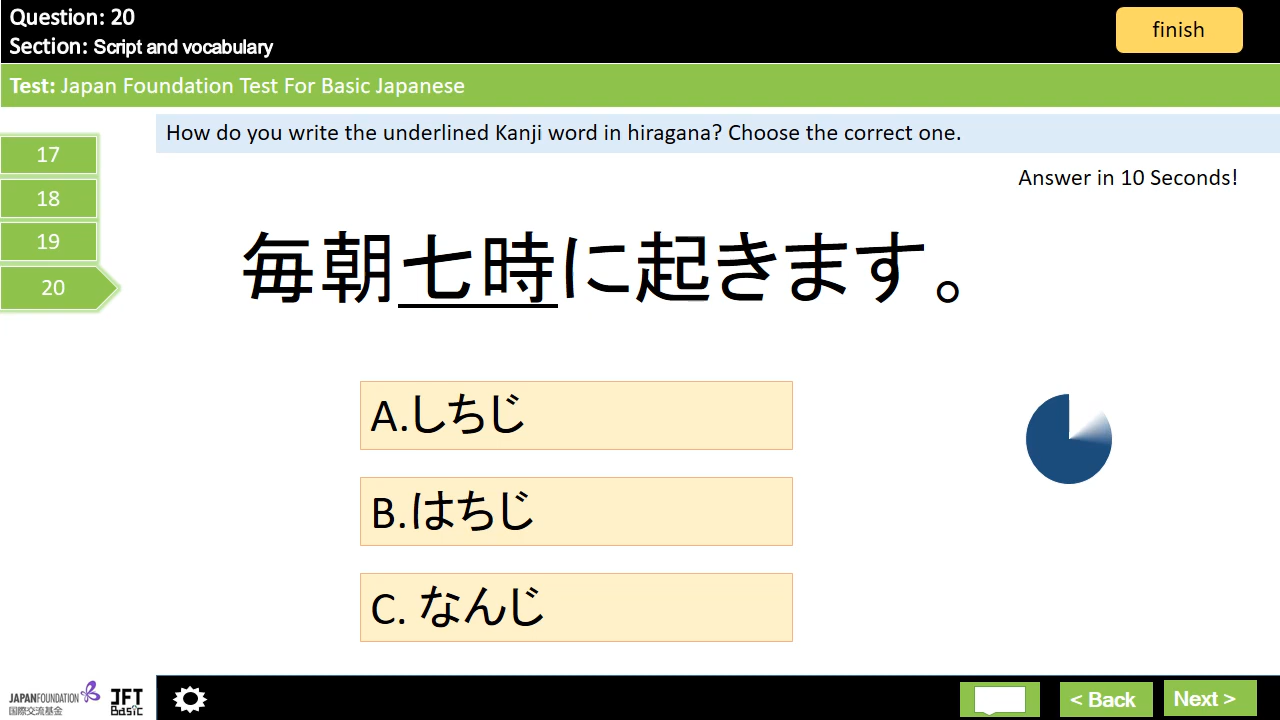 Question: 20
Section: Script and vocabulary
finish
Test: Japan Foundation Test For Basic Japanese
How do you write the underlined Kanji word in hiragana? Choose the correct one.
Answer in 10 Seconds!
17
18
19
20
毎朝七時に起きます。
A.しちじ
B.はちじ
C. なんじ
JAPANFOUNDATION
国際交流基金
JFT
Basic
< Back
Next >